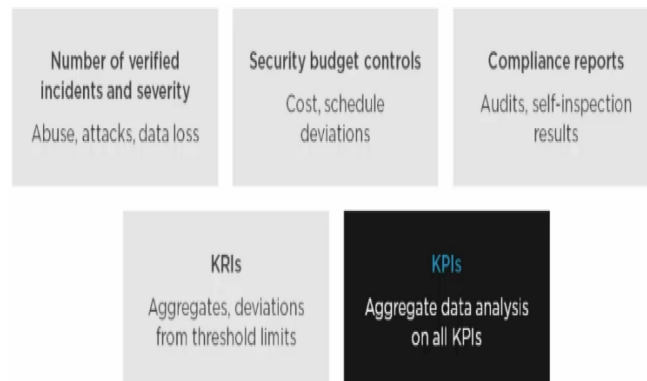 Number of verified
incidents and severity
Abuse, attacks, data loss
Security budget controls
Cost, schedule
deviations
Compliance reports
Audits, self-inspection
results
KRIs
Aggregates, deviations
from threshold limits
KPIs
Aggregate data analysis
on all KPIs